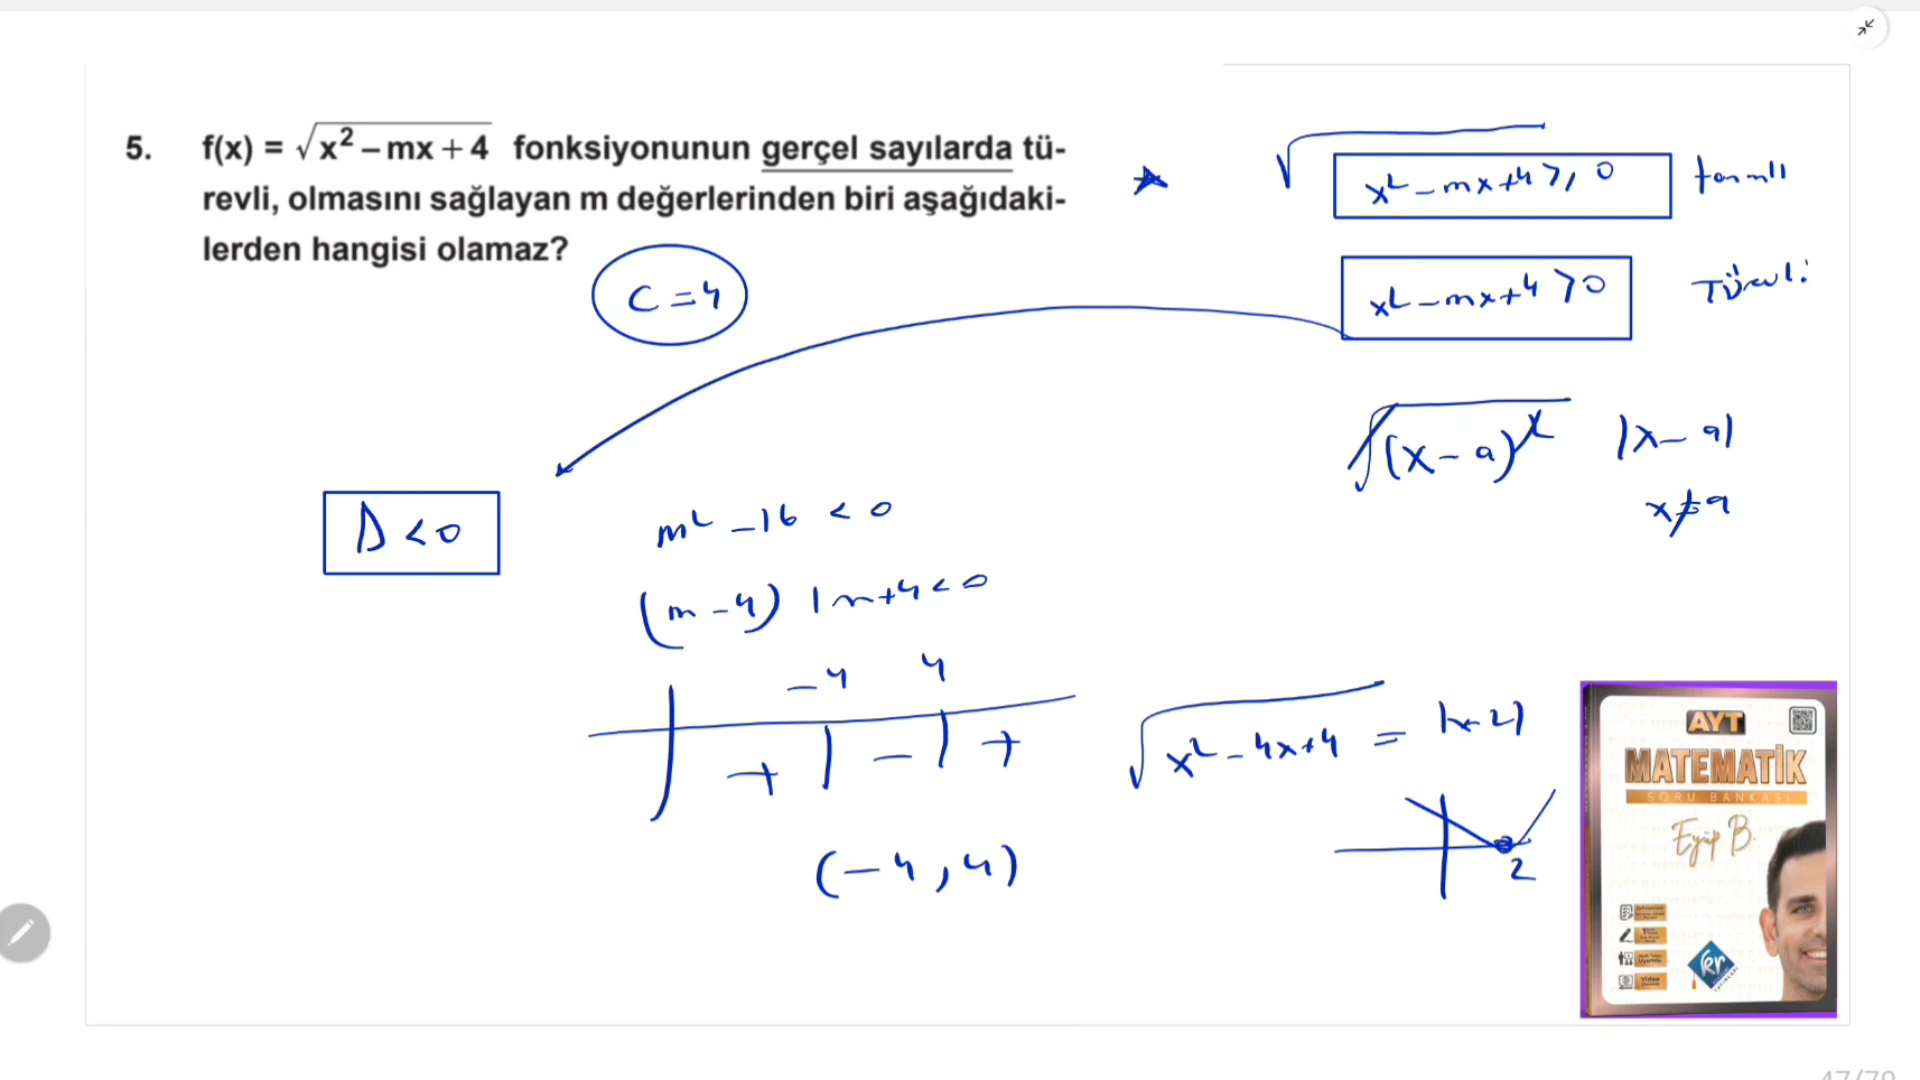 5. f(x) = √x² – mx + 4 fonksiyonunun gerçel sayılarda tü-
revli, olmasını sağlayan m değerlerinden biri aşağıdaki-
lerden hangisi olamaz?
C = 4
x² – mx + 4 ≥ 0 tanımlı
x² – mx + 4 > 0 Türevli
√(x – a)² |x – a|
x ≠ a
Δ < 0
m² – 16 < 0
(m – 4) (m + 4 < 0
–4 4
+ – +
(–4, 4)
√x² – 4x + 4 = |x – 2|
2
AYT
MATEMATİK
SORU BANKASI
Eyüp B.
kr
Video